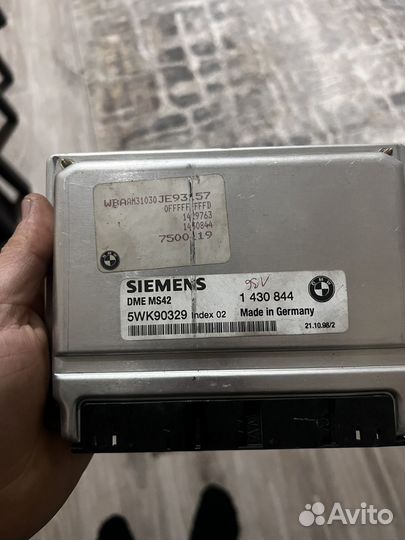 WBAAM31030JE93157
0FFFFFFFFD
1429763
1430844
7500119
SIEMENS
DME MS42
5WK90329 Index 02
1 430 844
Made in Germany
21.10.98/2
BMW
Avito